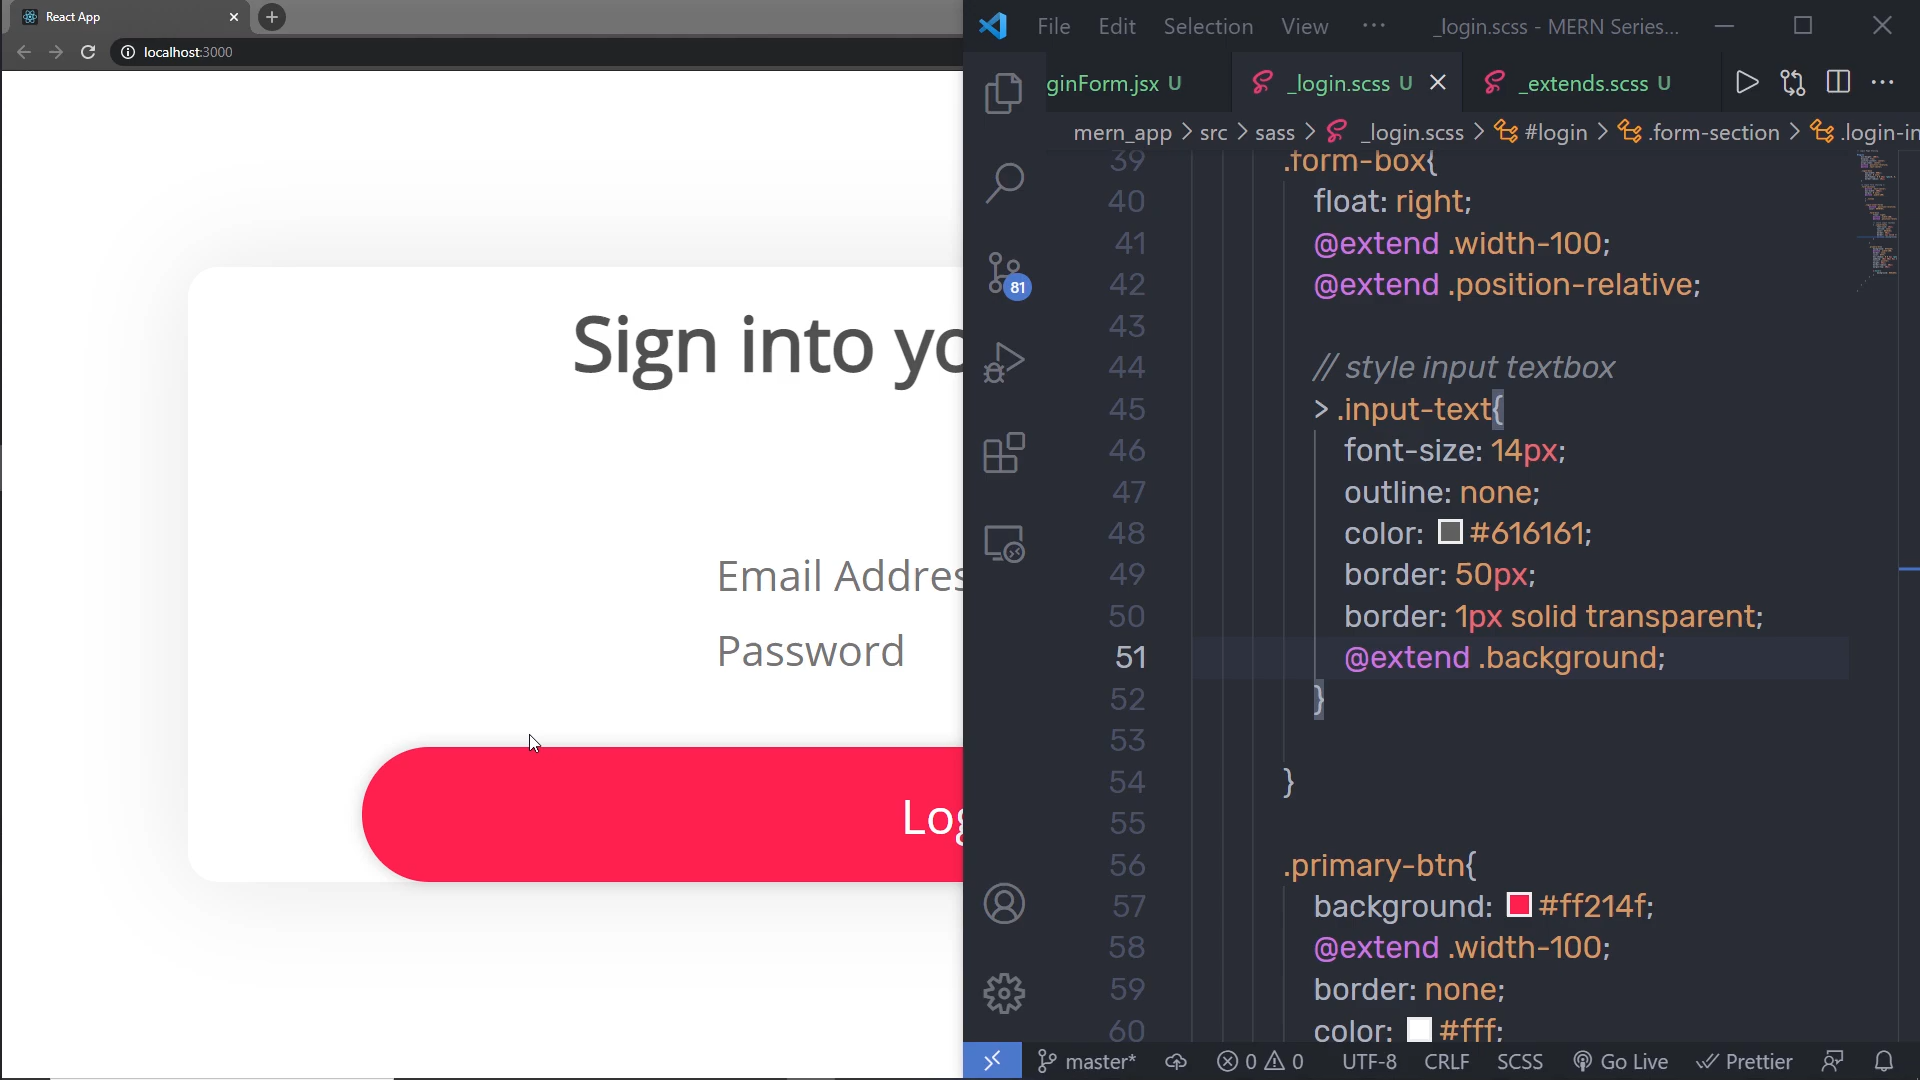 React App
localhost:3000
Sign into yo
Email Addres
Password
Log
File Edit Selection View ··· _login.scss - MERN Series...
ginForm.jsx U _login.scss U _extends.scss U
mern_app > src > sass > _login.scss > #login > .form-section > .login-in
81
39 .form-box{
40 float: right;
41 @extend .width-100;
42 @extend .position-relative;
43
44 // style input textbox
45 > .input-text{
46 font-size: 14px;
47 outline: none;
48 color: #616161;
49 border: 50px;
50 border: 1px solid transparent;
51 @extend .background;
52 }
53
54 }
55
56 .primary-btn{
57 background: #ff214f;
58 @extend .width-100;
59 border: none;
60 color: #fff;
master* 0 0 UTF-8 CRLF SCSS Go Live Prettier